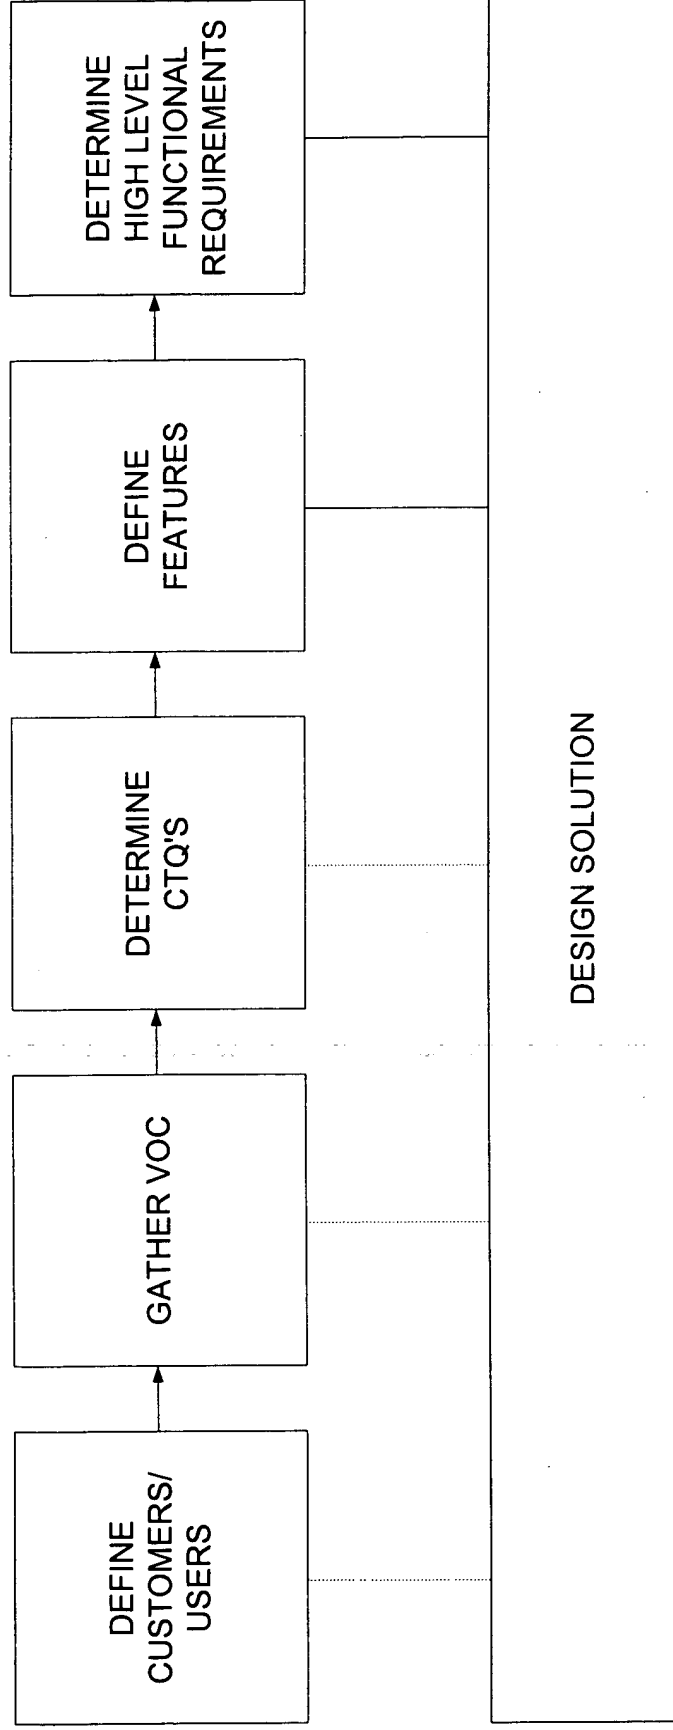 DEFINE
CUSTOMERS/
USERS
GATHER VOC
DETERMINE
CTQ'S
DEFINE
FEATURES
DETERMINE
HIGH LEVEL
FUNCTIONAL
REQUIREMENTS
DESIGN SOLUTION